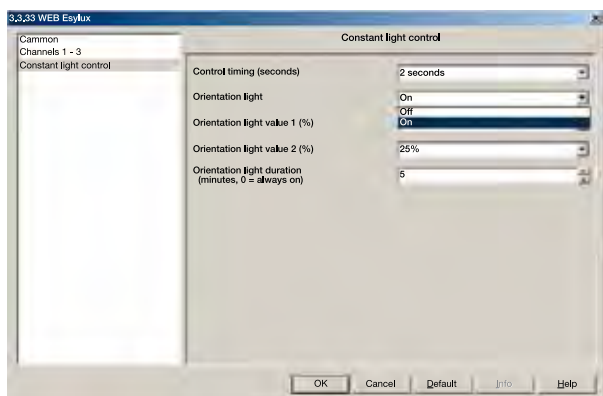 3,3,33 WEB Esylux
Cammon
Channels 1 - 3
Constant light control
Constant light control
Control timing (seconds)
2 seconds
Orientation light
On
Off
On
Orientation light value 1 (%)
Orientation light value 2 (%)
25%
Orientation light duration
(minutes, 0 = always on)
5
OK
Cancel
Default
Info
Help